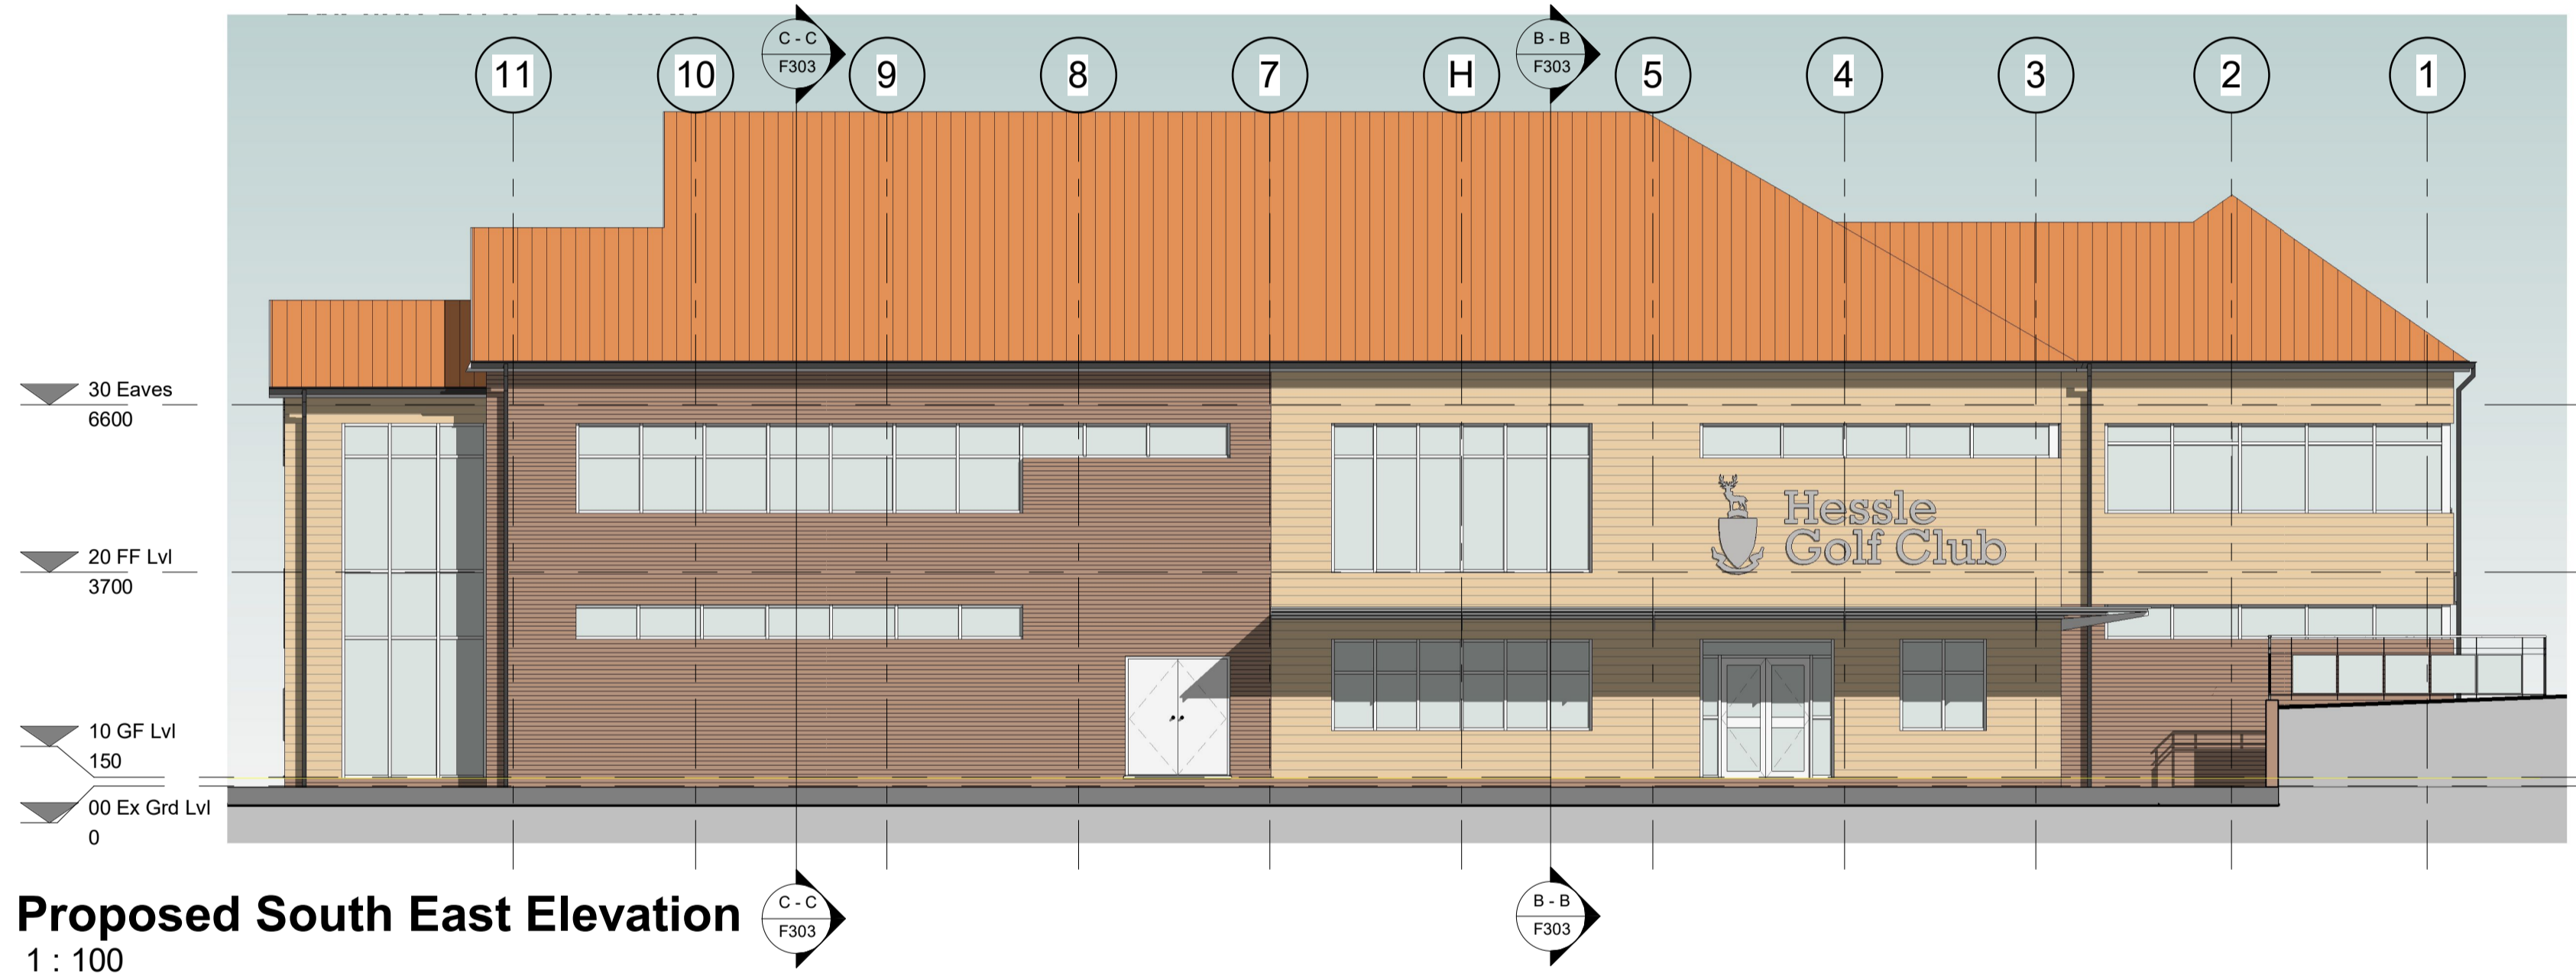 C - C
F303
B - B
F303
11
10
9
8
7
H
5
4
3
2
1
30 Eaves
6600
20 FF Lvl
3700
10 GF Lvl
150
00 Ex Grd Lvl
0
Hessle
Golf Club
Proposed South East Elevation
1 : 100
C - C
F303
B - B
F303